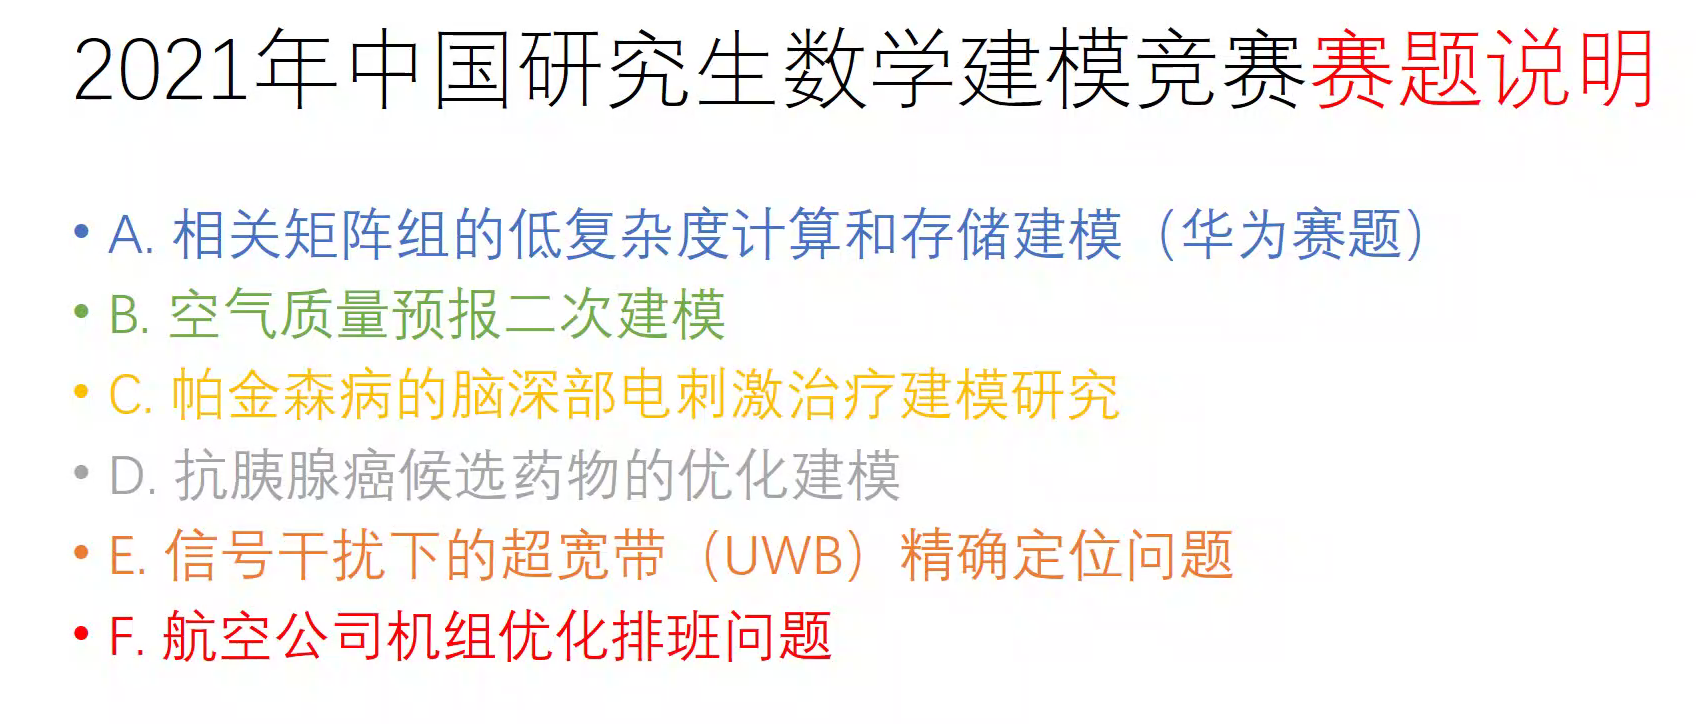 2021年中国研究生数学建模竞赛赛题说明
• A. 相关矩阵组的低复杂度计算和存储建模（华为赛题）
• B. 空气质量预报二次建模
• C. 帕金森病的脑深部电刺激治疗建模研究
• D. 抗胰腺癌候选药物的优化建模
• E. 信号干扰下的超宽带（UWB）精确定位问题
• F. 航空公司机组优化排班问题